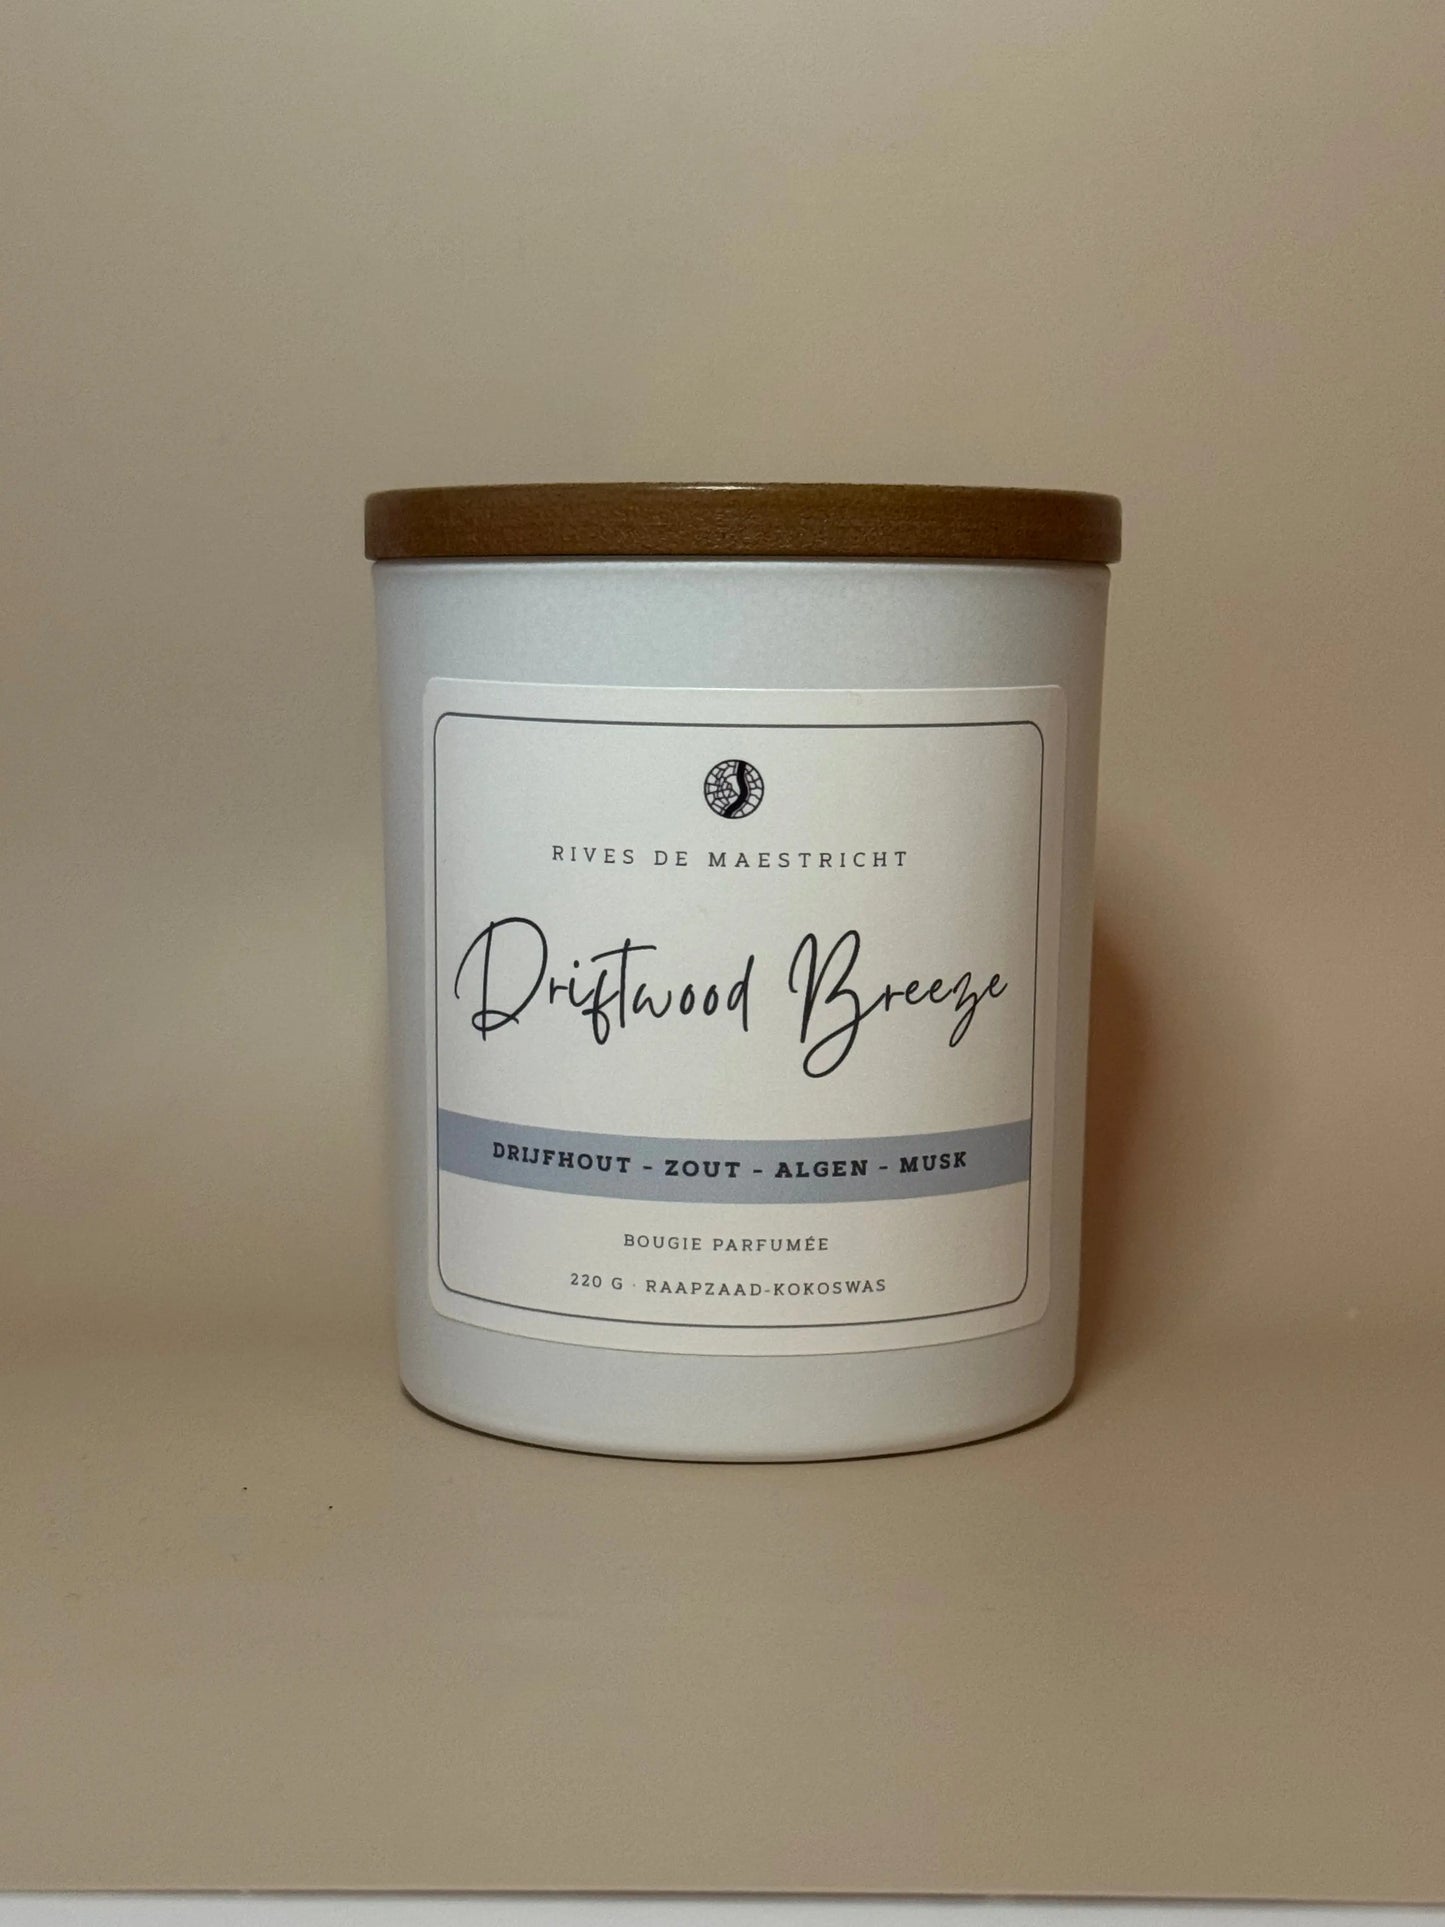 RIVES DE MAESTRICHT
Driftwood Breeze
DRIJFHOUT - ZOUT - ALGEN - MUSK
BOUGIE PARFUMÉE
220 G · RAAPZAAD-KOKOSWAS